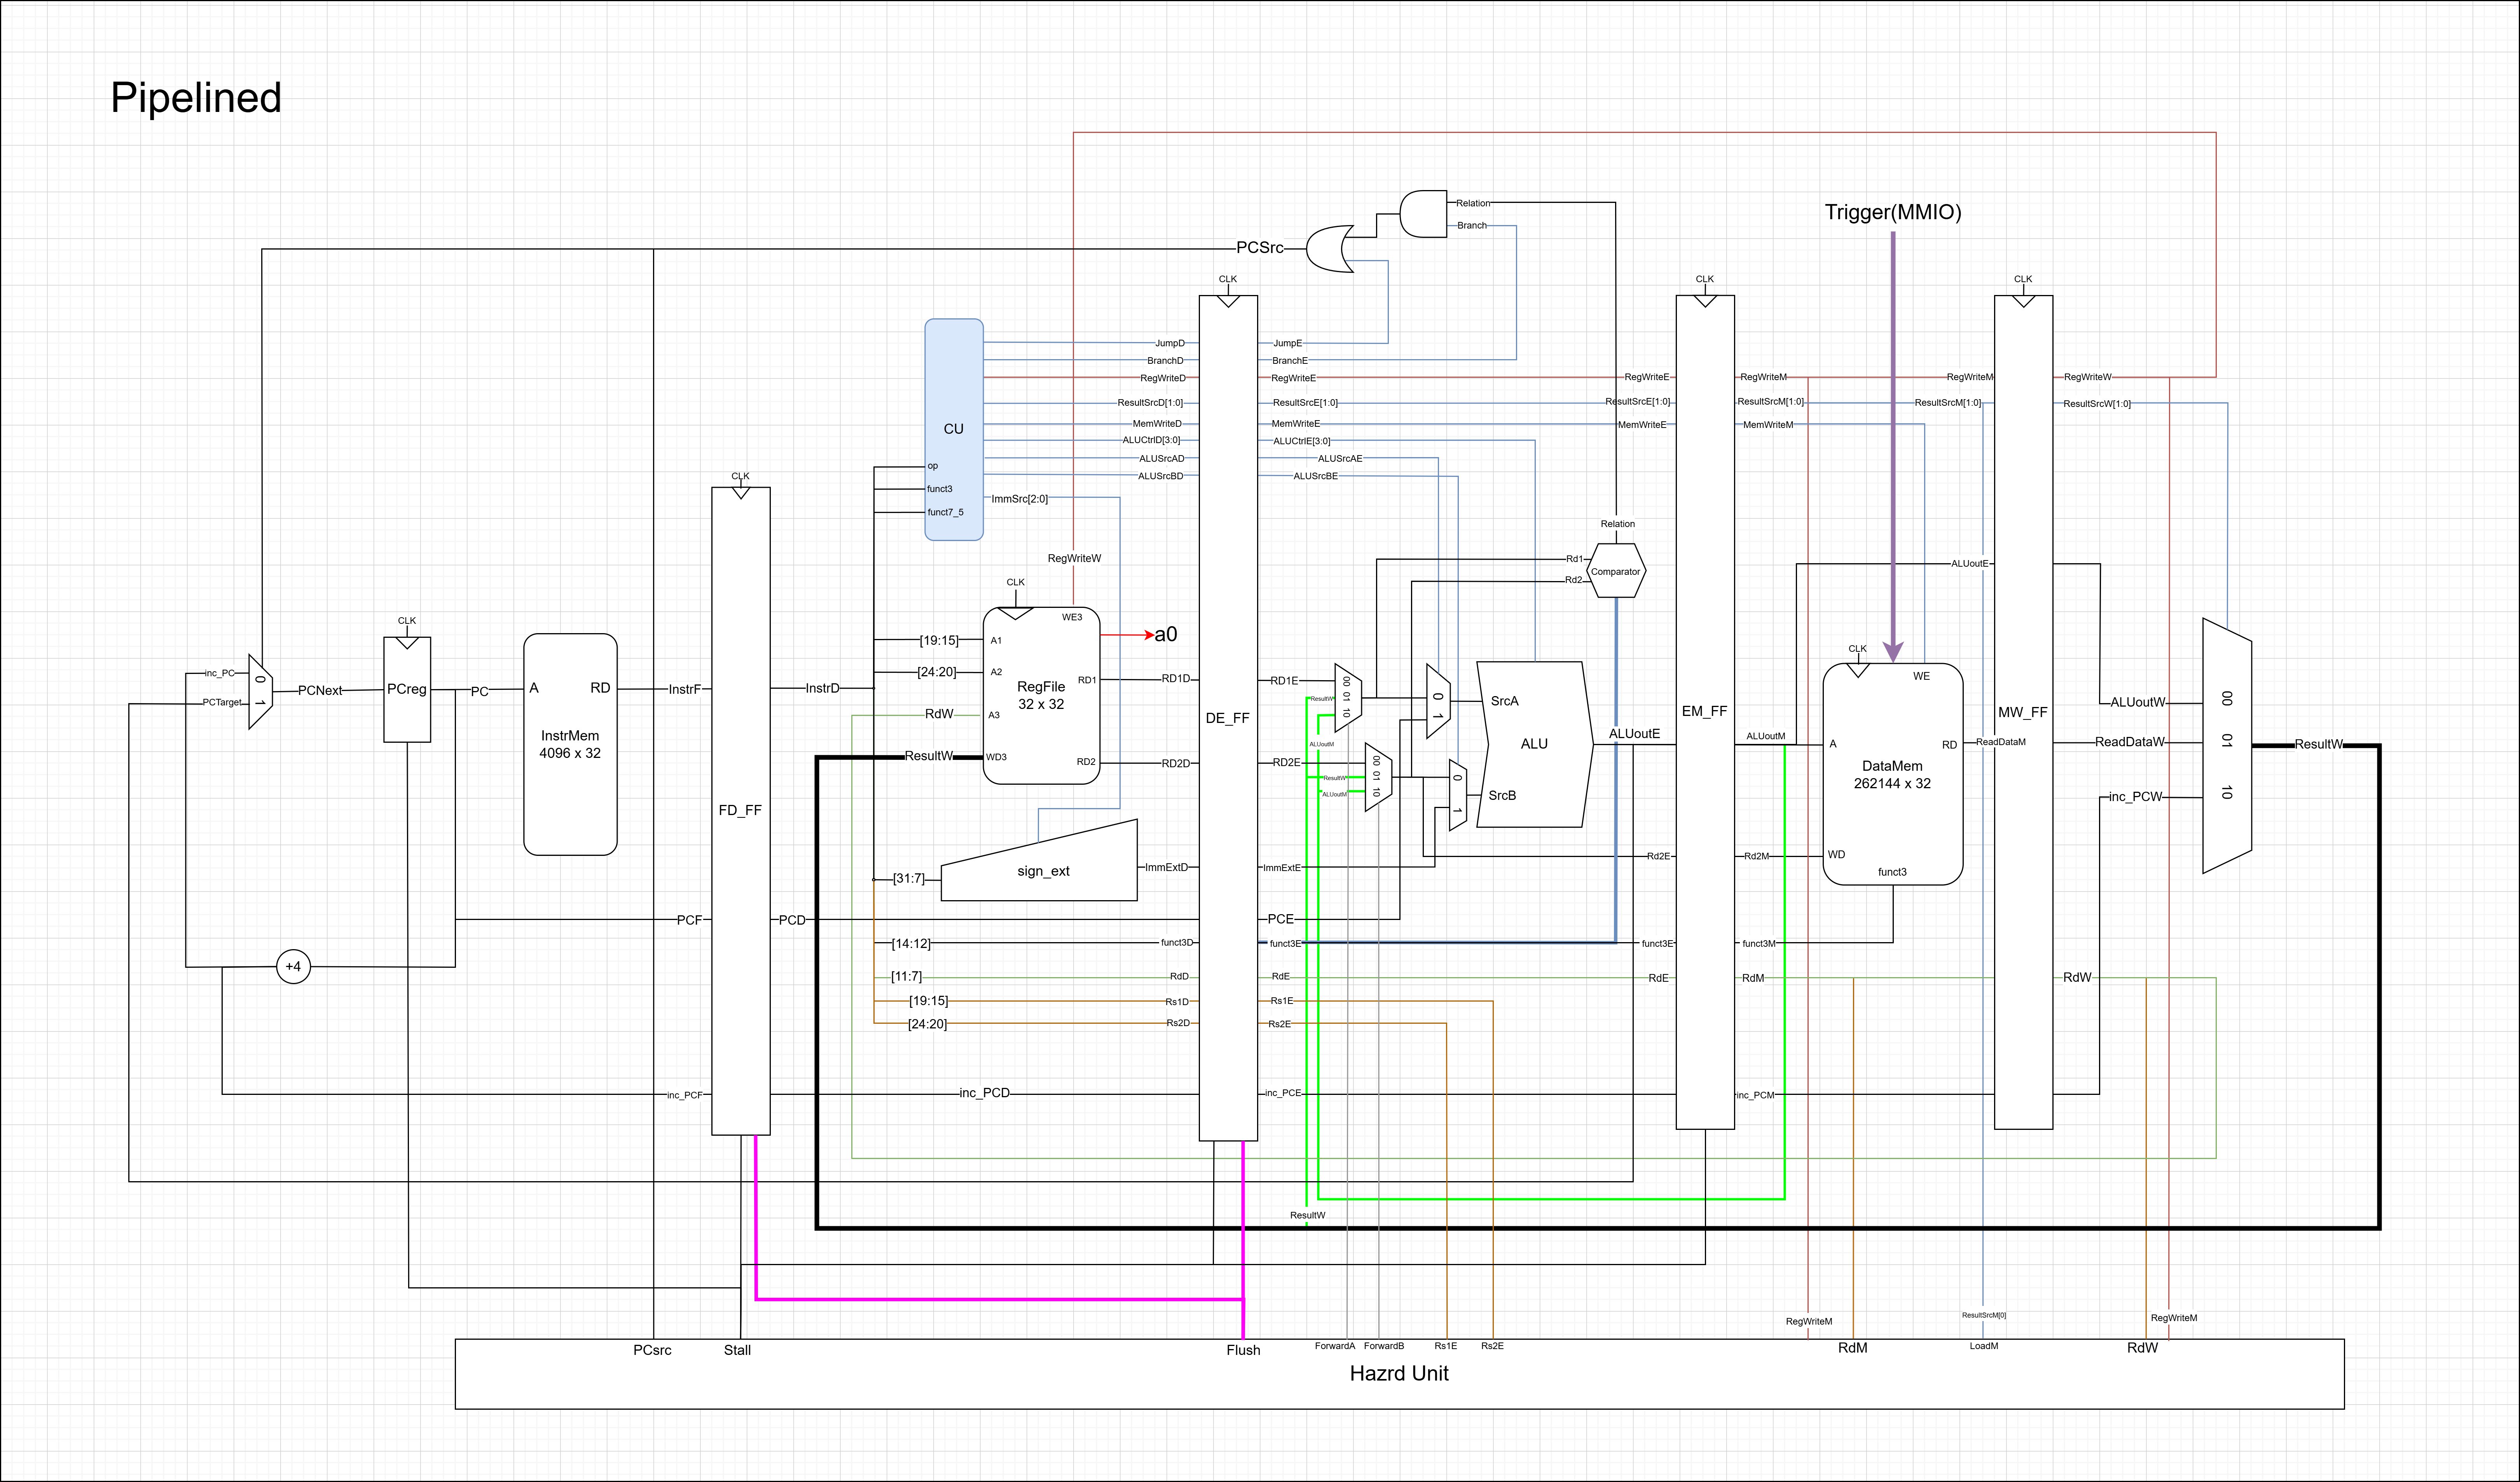 Pipelined
Trigger(MMIO)
Relation
Branch
PCSrc
CLK
CLK
CLK
JumpD
JumpE
BranchD
BranchE
RegWriteD
RegWriteE
RegWriteE
RegWriteM
RegWriteM
RegWriteW
ResultSrcD[1:0]
ResultSrcE[1:0]
ResultSrcE[1:0]
ResultSrcM[1:0]
ResultSrcM[1:0]
ResultSrcW[1:0]
CU
MemWriteD
MemWriteE
MemWriteE
MemWriteM
ALUCtrlD[3:0]
ALUCtrlE[3:0]
ALUSrcAD
ALUSrcAE
op
ALUSrcBD
ALUSrcBE
CLK
funct3
ImmSrc[2:0]
funct7_5
Relation
RegWriteW
Rd1
Comparator
Rd2
ALUoutE
CLK
CLK
WE3
a0
[19:15]
A1
[24:20]
A2
RegFile
32 x 32
RD1
RD1D
RD1E
RdW
A3
ResultW
WD3
RD2
RD2D
RD2E
inc_PC
PCTarget
0
1
PCNext
PCreg
PC
A
RD
InstrMem
4096 x 32
InstrF
InstrD
FD_FF
DE_FF
EM_FF
MW_FF
00
01
10
ResultW
ALUoutM
00
01
10
ResultW
ALUoutM
0
1
0
1
SrcA
ALU
SrcB
ALUoutE
ALUoutM
CLK
WE
A
RD
DataMem
262144 x 32
WD
funct3
ReadDataM
ALUoutW
ReadDataW
inc_PCW
00
01
10
ResultW
sign_ext
[31:7]
ImmExtD
ImmExtE
Rd2E
Rd2M
PCF
PCD
PCE
[14:12]
funct3D
funct3E
funct3E
funct3M
+4
[11:7]
RdD
RdE
RdE
RdM
RdW
[19:15]
Rs1D
Rs1E
[24:20]
Rs2D
Rs2E
inc_PCF
inc_PCD
inc_PCE
inc_PCM
ResultW
RegWriteM
ResultSrcM[0]
RegWriteM
PCsrc
Stall
Flush
ForwardA
ForwardB
Rs1E
Rs2E
RdM
LoadM
RdW
Hazrd Unit